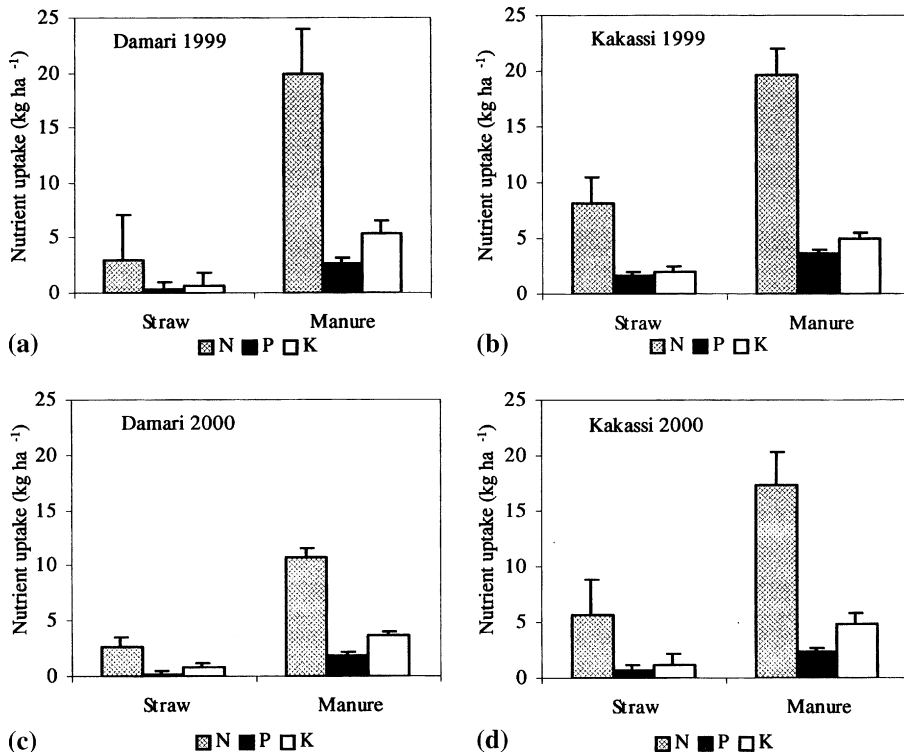 Damari 1999
Nutrient uptake (kg ha ⁻¹)
25
20
15
10
5
0
Straw
Manure
(a)
N P K
Kakassi 1999
Nutrient uptake (kg ha ⁻¹)
25
20
15
10
5
0
Straw
Manure
(b)
N P K
Damari 2000
Nutrient uptake (kg ha ⁻¹)
25
20
15
10
5
0
Straw
Manure
(c)
N P K
Kakassi 2000
Nutrient uptake (kg ha ⁻¹)
25
20
15
10
5
0
Straw
Manure
(d)
N P K